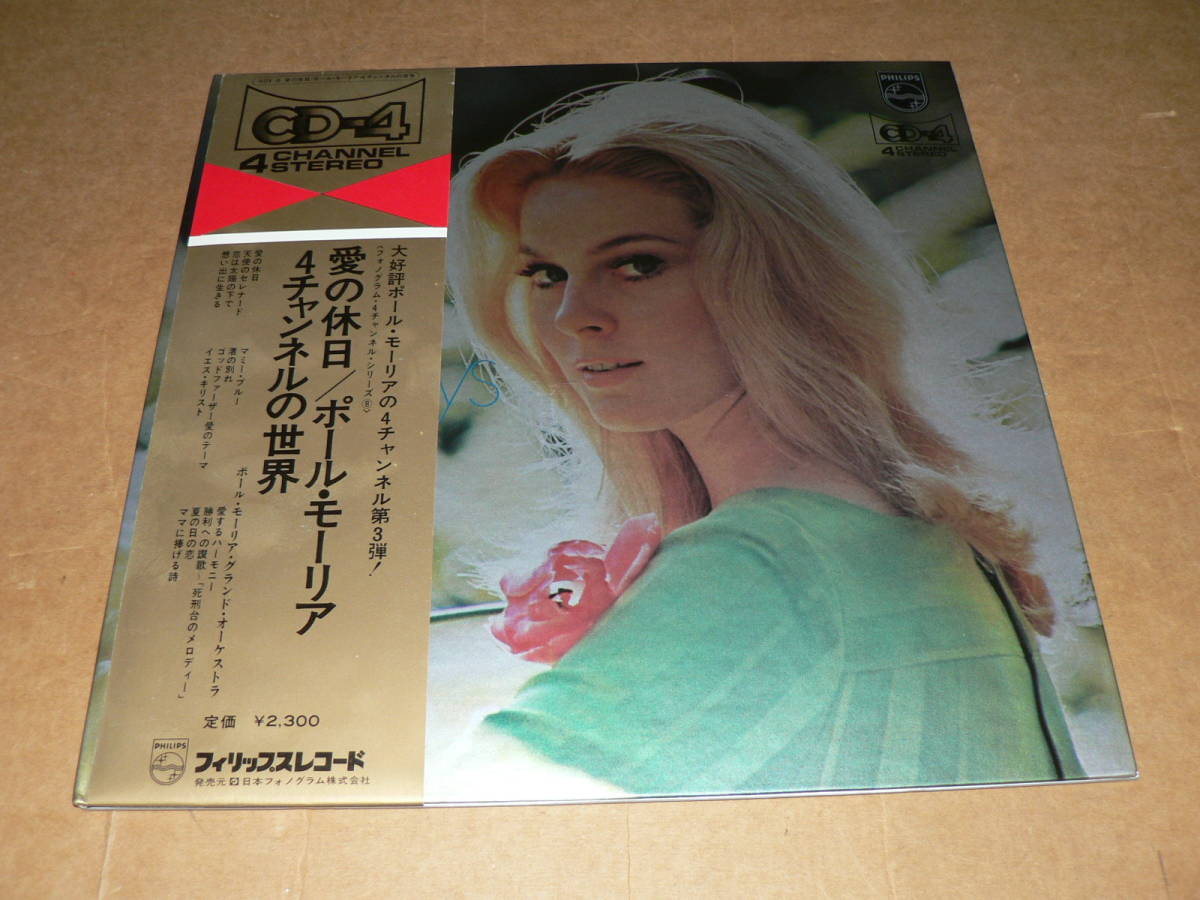 CD-4
4 CHANNEL
STEREO
大好評ポール・モーリアの4チャンネル第3弾!
(フォノグラム・4チャンネル・シリーズ⑧)
愛の休日/ポール・モーリア
4チャンネルの世界
愛の休日
天使のセレナード
恋は太陽の下で
想い出に生きる
マミー・ブルー
渚の別れ
ゴッドファーザー愛のテーマ
イエス・キリスト
ポール・モーリア・グランド・オーケストラ
愛するハーモニー
勝利への讃歌~「死刑台のメロディー」
夏の日の恋
ママに捧げる詩
定価 ¥2,300
PHILIPS
フィリップスレコード
発売元 日本フォノグラム株式会社
PHILIPS
CD-4
4 CHANNEL
STEREO
ys